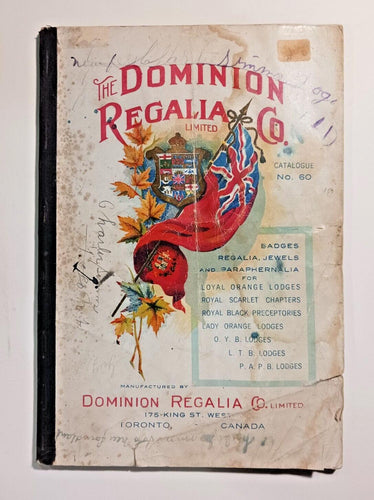 THE DOMINION
REGALIA CO.
LIMITED
CATALOGUE
No. 60
BADGES
REGALIA, JEWELS
AND PARAPHERNALIA
FOR
LOYAL ORANGE LODGES
ROYAL SCARLET CHAPTERS
ROYAL BLACK PRECEPTORIES
LADY ORANGE LODGES
O. Y. B. LODGES
L. T. B. LODGES
P. A. P. B. LODGES
MANUFACTURED BY
DOMINION REGALIA CO. LIMITED
175-KING ST. WEST
TORONTO, CANADA